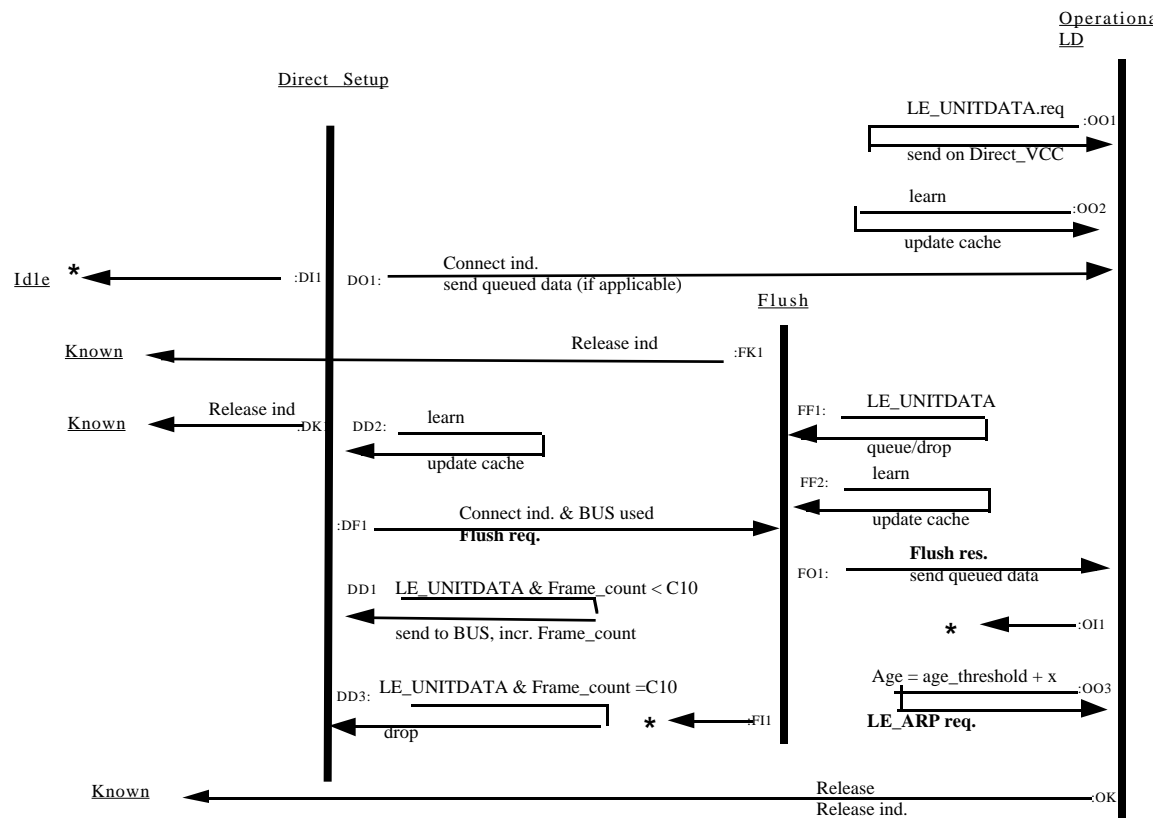 Operationa
LD
Direct Setup
LE_UNITDATA.req
:OO1
send on Direct_VCC
learn
:OO2
update cache
Idle
*
:DI1
DO1:
Connect ind.
send queued data (if applicable)
Flush
Known
Release ind
:FK1
Known
Release ind
:DK1
DD2:
learn
update cache
FF1:
LE_UNITDATA
queue/drop
FF2:
learn
update cache
:DF1
Connect ind. & BUS used
Flush req.
Flush res.
FO1:
send queued data
DD1
LE_UNITDATA & Frame_count < C10
send to BUS, incr. Frame_count
*
:OI1
DD3:
LE_UNITDATA & Frame_count =C10
drop
*
:FI1
Age = age_threshold + x
:OO3
LE_ARP req.
Known
Release
Release ind.
:OK